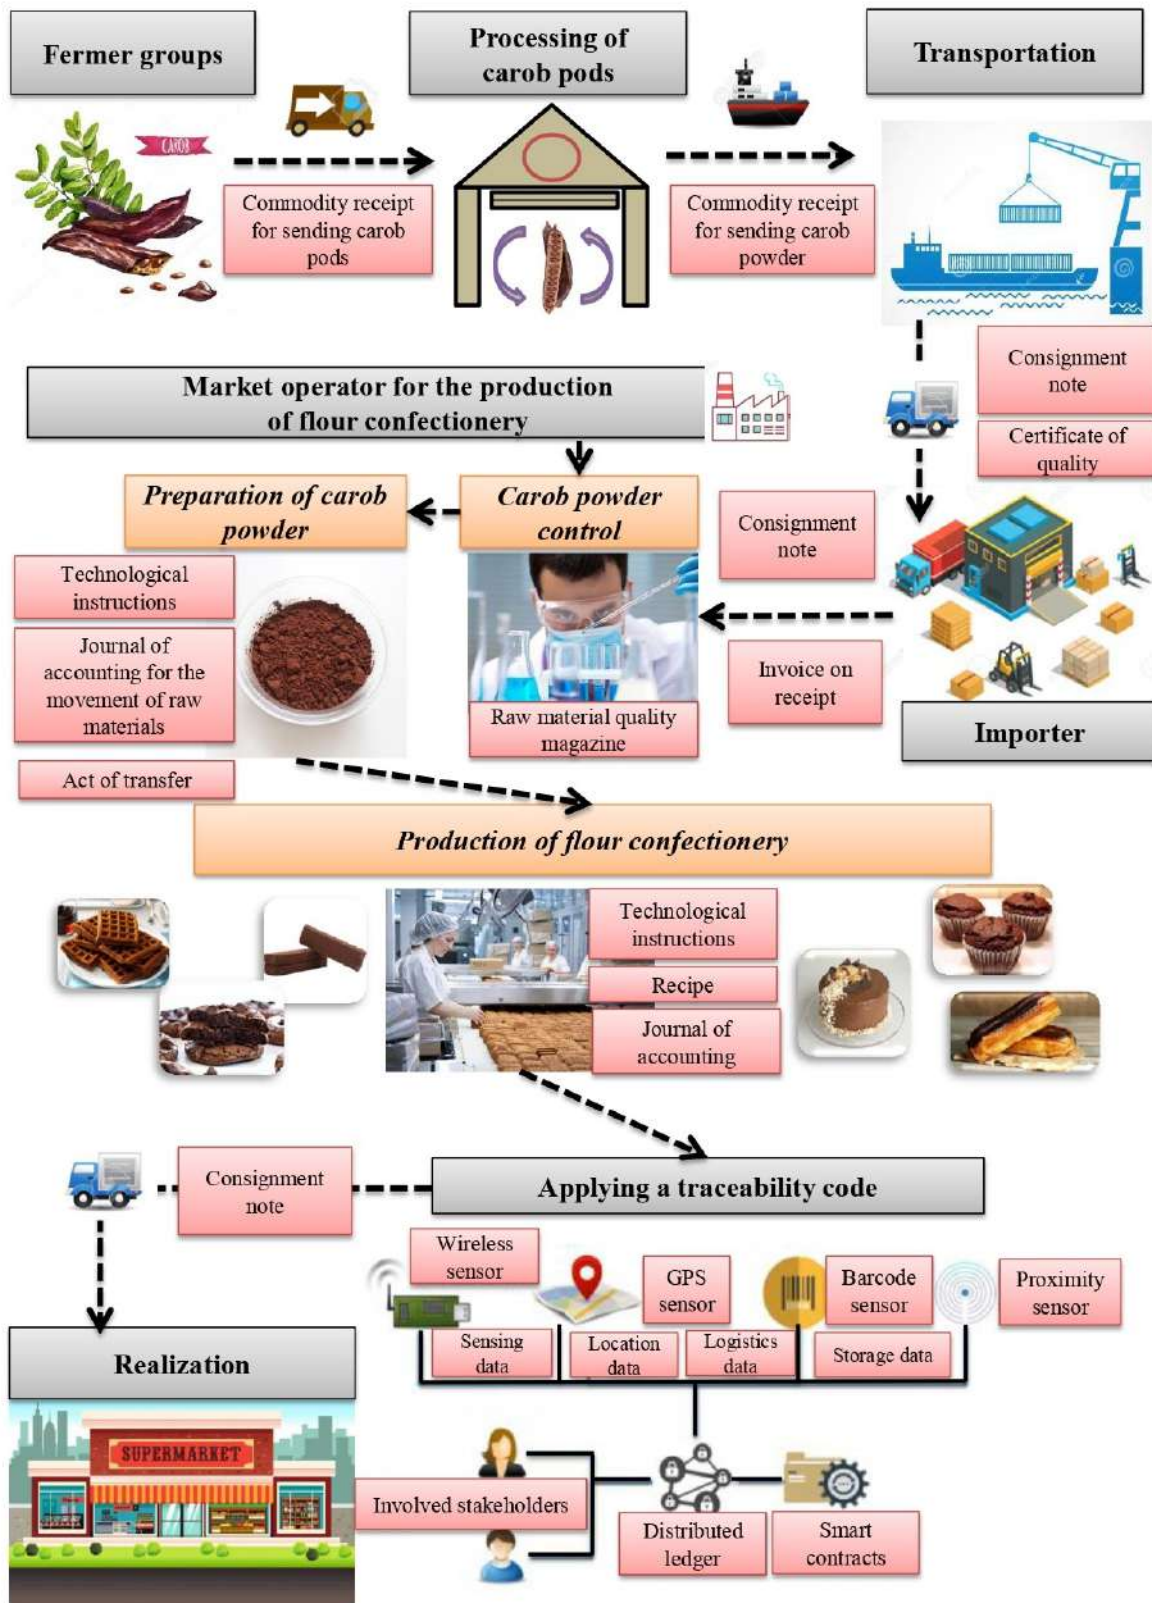 Fermer groups
Processing of
carob pods
Transportation
CAROB
Commodity receipt
for sending carob
pods
Commodity receipt
for sending carob
powder
Consignment
note
Certificate of
quality
Market operator for the production
of flour confectionery
Preparation of carob
powder
Carob powder
control
Consignment
note
Technological
instructions
Journal of
accounting for the
movement of raw
materials
Act of transfer
Raw material quality
magazine
Invoice on
receipt
Importer
Production of flour confectionery
Technological
instructions
Recipe
Journal of
accounting
Consignment
note
Applying a traceability code
Wireless
sensor
GPS
sensor
Barcode
sensor
Proximity
sensor
Sensing
data
Location
data
Logistics
data
Storage data
Realization
SUPERMARKET
Involved stakeholders
Distributed
ledger
Smart
contracts